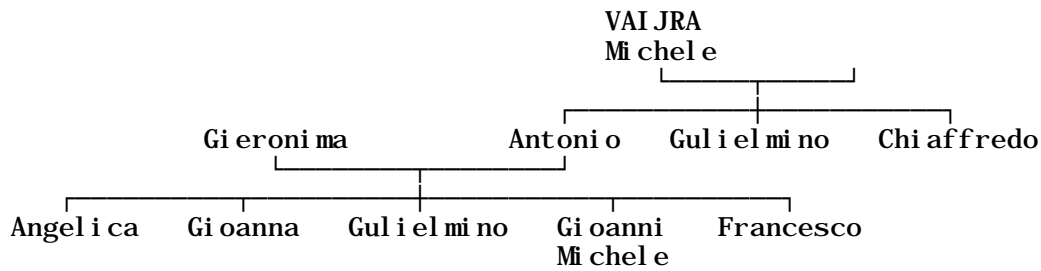 VAIJRA
Michele
Gieronima Antonio Gulielmino Chiaffredo
Angelica Gioanna Gulielmino Gioanni Francesco
Michele